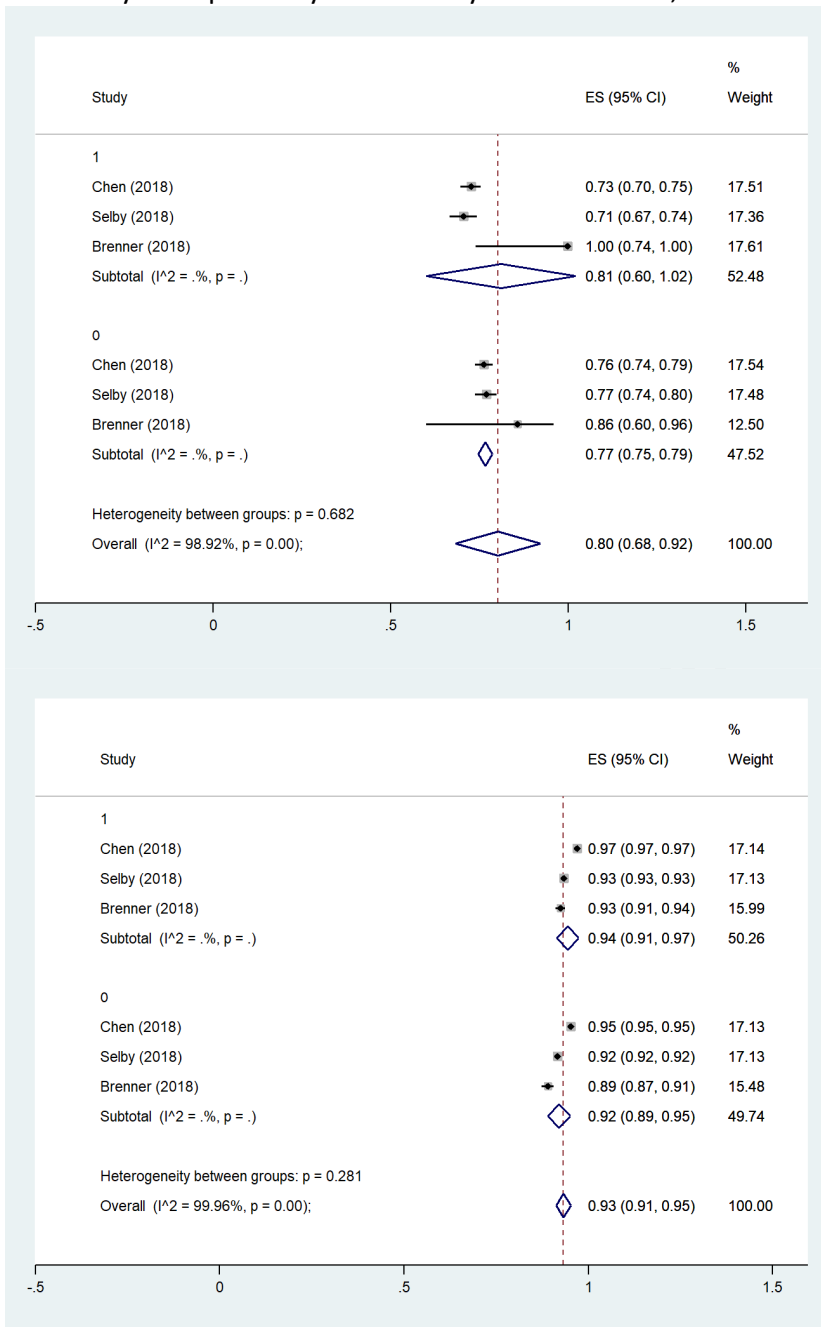 %
Study ES (95% CI) Weight
1
Chen (2018) 0.73 (0.70, 0.75) 17.51
Selby (2018) 0.71 (0.67, 0.74) 17.36
Brenner (2018) 1.00 (0.74, 1.00) 17.61
Subtotal (I^2 = .%, p = .) 0.81 (0.60, 1.02) 52.48
0
Chen (2018) 0.76 (0.74, 0.79) 17.54
Selby (2018) 0.77 (0.74, 0.80) 17.48
Brenner (2018) 0.86 (0.60, 0.96) 12.50
Subtotal (I^2 = .%, p = .) 0.77 (0.75, 0.79) 47.52
Heterogeneity between groups: p = 0.682
Overall (I^2 = 98.92%, p = 0.00); 0.80 (0.68, 0.92) 100.00
-.5 0 .5 1 1.5
%
Study ES (95% CI) Weight
1
Chen (2018) 0.97 (0.97, 0.97) 17.14
Selby (2018) 0.93 (0.93, 0.93) 17.13
Brenner (2018) 0.93 (0.91, 0.94) 15.99
Subtotal (I^2 = .%, p = .) 0.94 (0.91, 0.97) 50.26
0
Chen (2018) 0.95 (0.95, 0.95) 17.13
Selby (2018) 0.92 (0.92, 0.92) 17.13
Brenner (2018) 0.89 (0.87, 0.91) 15.48
Subtotal (I^2 = .%, p = .) 0.92 (0.89, 0.95) 49.74
Heterogeneity between groups: p = 0.281
Overall (I^2 = 99.96%, p = 0.00); 0.93 (0.91, 0.95) 100.00
-.5 0 .5 1 1.5